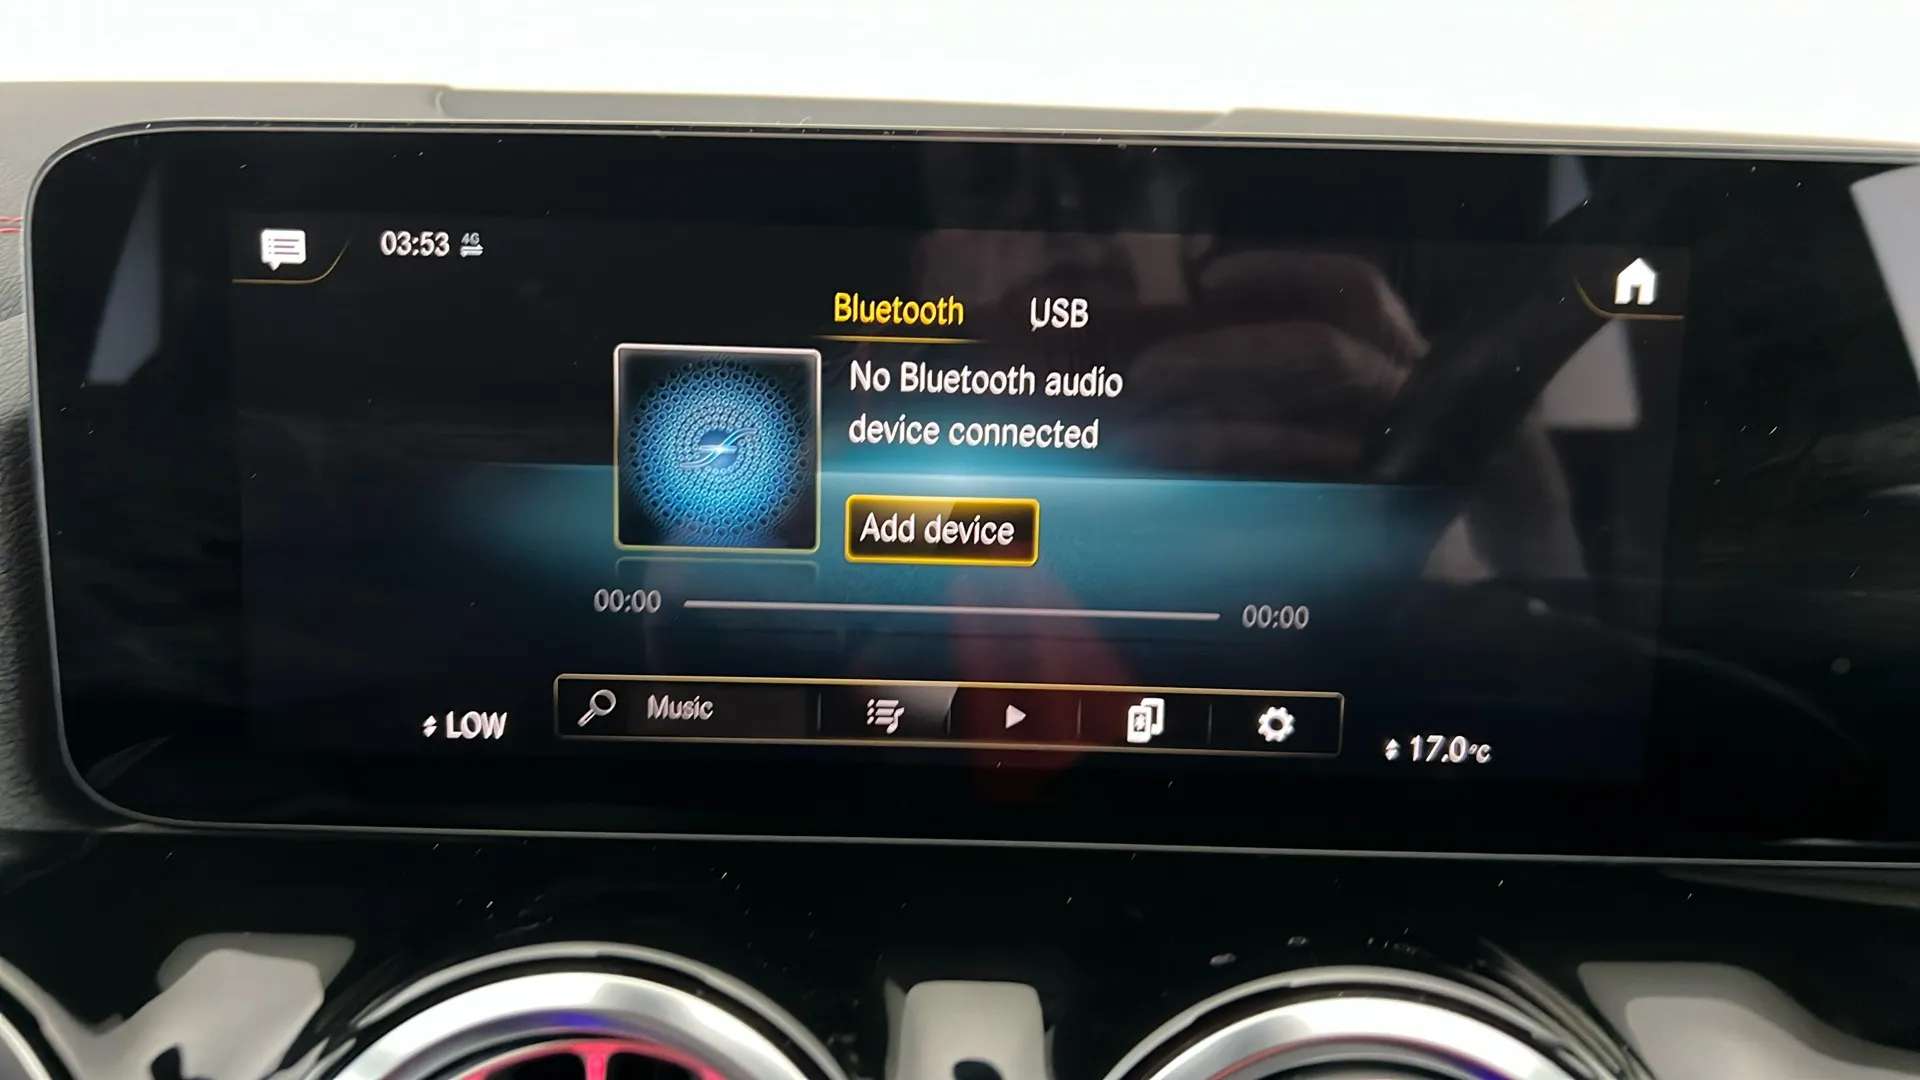 03:53 4G
Bluetooth USB
No Bluetooth audio
device connected
Add device
00:00 00:00
Music
LOW
17.0°C